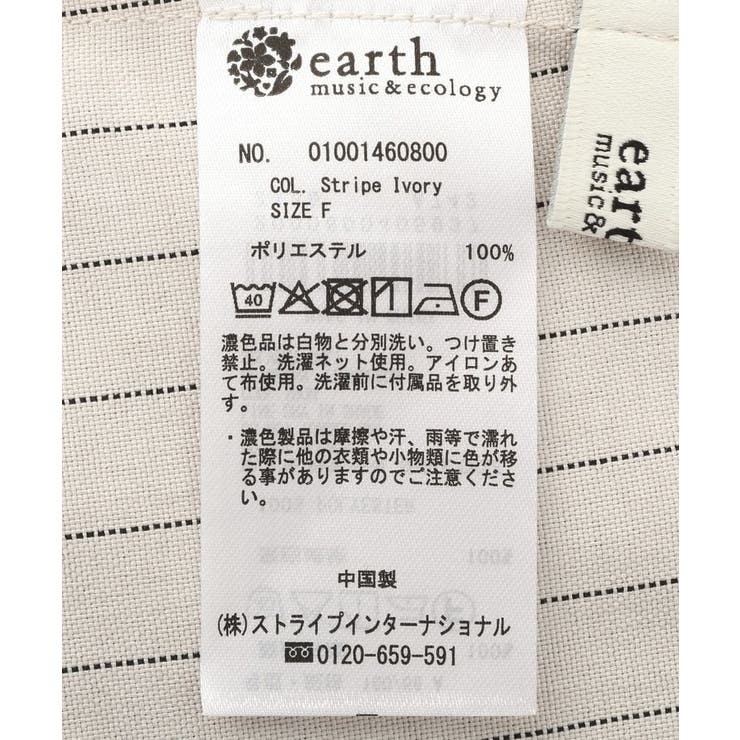 earth
music&ecology
NO. 01001460800
COL. Stripe Ivory
SIZE F
ポリエステル 100%
40 F
濃色品は白物と分別洗い。つけ置き
禁止。洗濯ネット使用。アイロンあ
て布使用。洗濯前に付属品を取り外
す。
・濃色製品は摩擦や汗、雨等で濡れ
た際に他の衣類や小物類に色が移
る事がありますのでご注意くださ
い。
中国製
(株)ストライプインターナショナル
0120-659-591
eart
music&